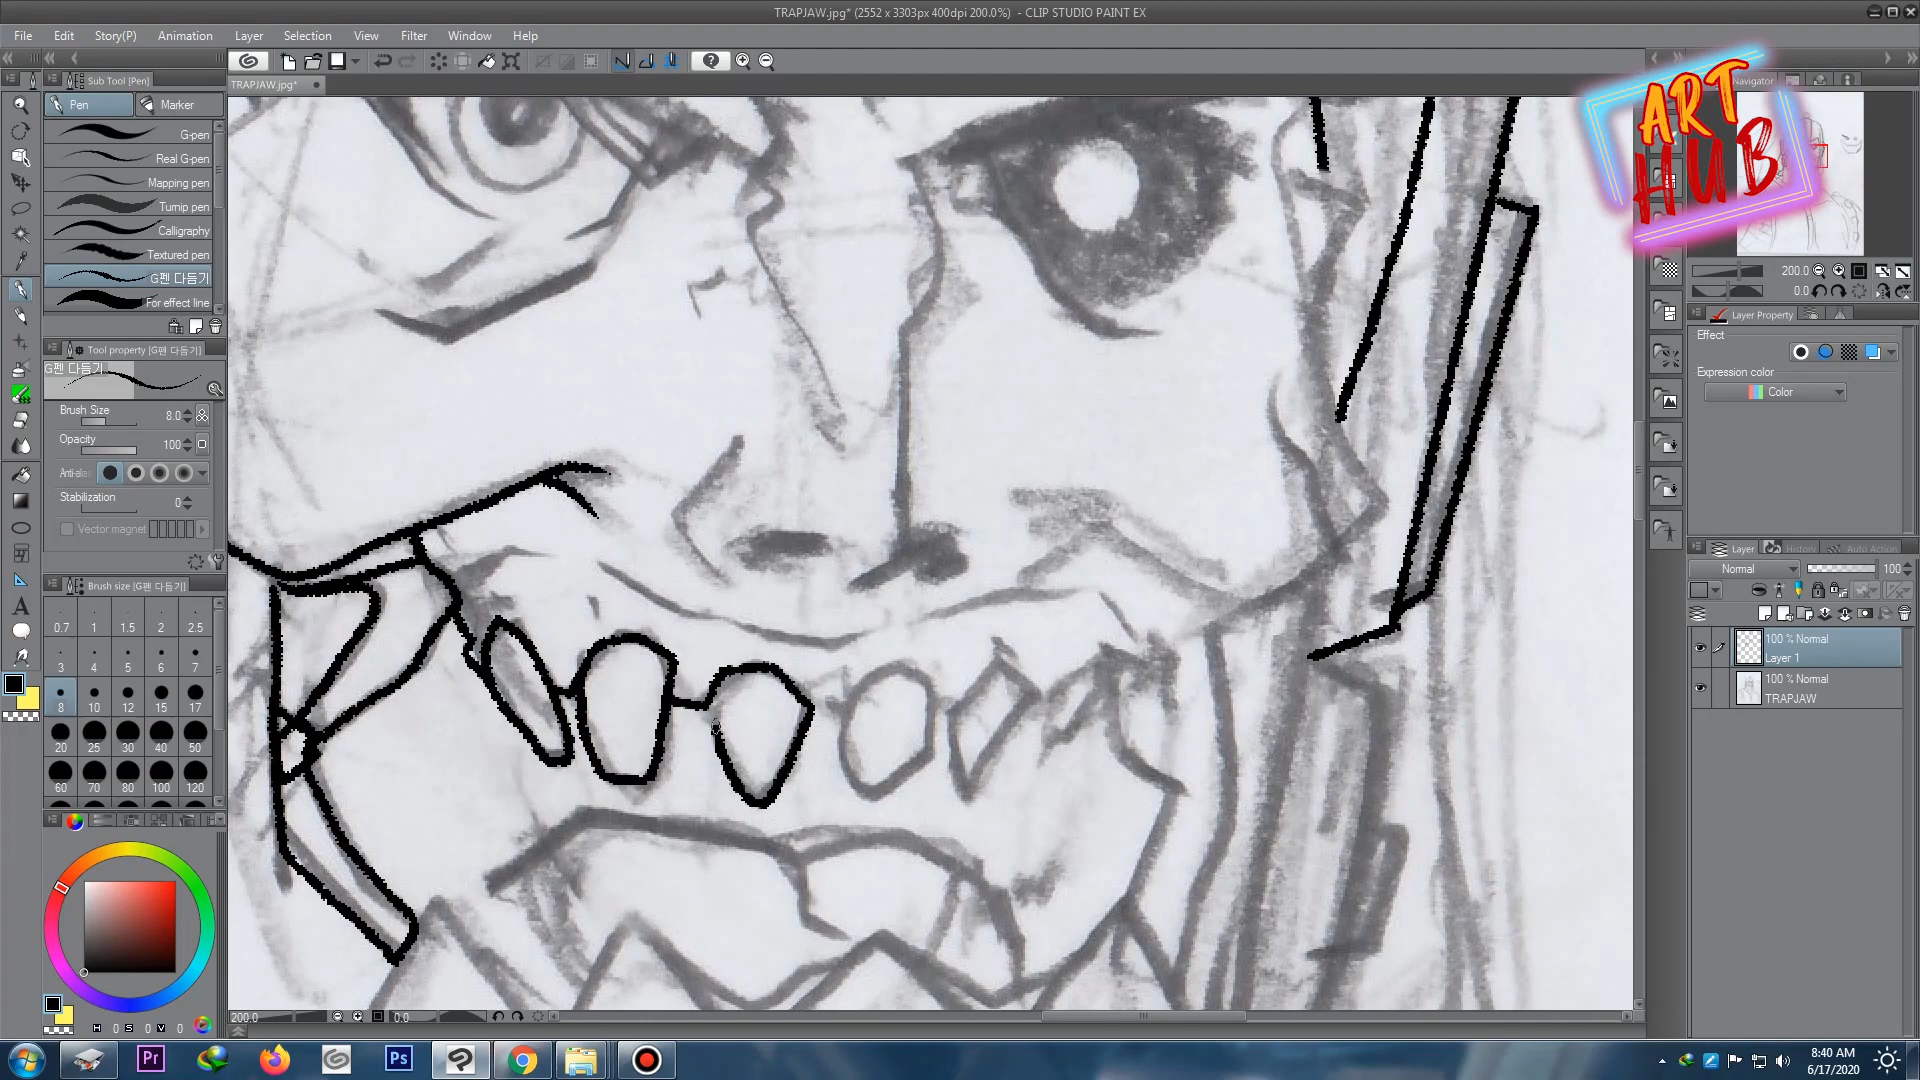 TRAPJAW.jpg* (2552 x 3303px 400dpi 200.0%) - CLIP STUDIO PAINT EX
File Edit Story(P) Animation Layer Selection View Filter Window Help
Sub Tool [Pen]
TRAPJAW.jpg*
Navigator
ART
HUB
Pen Marker
G-pen
Real G-pen
Mapping pen
Turnip pen
Calligraphy
Textured pen
G펜 다듬기
For effect line
200.0
0.0
Tool property [G펜 다듬기]
G펜 다듬기
Layer Property
Effect
Expression color
Color
Brush Size 8.0
Opacity 100
Stabilization 0
Vector magnet
Brush size [G펜 다듬기]
0.7 1 1.5 2 2.5
3 4 5 6 7
8 10 12 15 17
20 25 30 40 50
60 70 80 100 120
Layer History Auto Action
Normal 100
100 % Normal
Layer 1
100 % Normal
TRAPJAW
H 0 S 0 V 0
200.0 0.0
Pr Ps
8:40 AM
6/17/2020